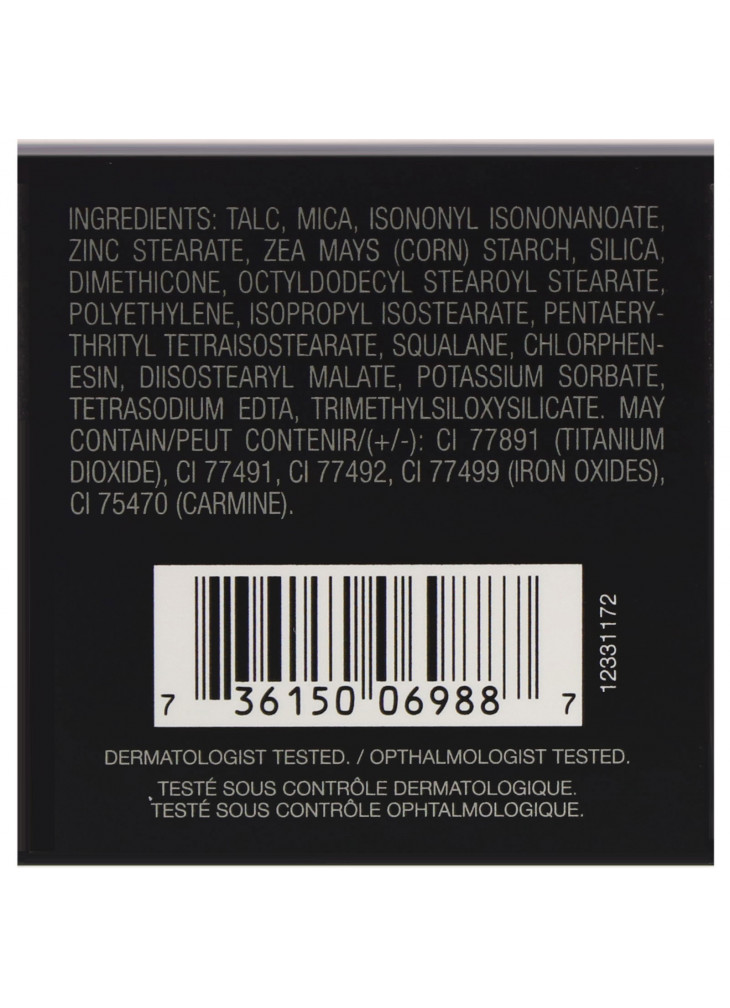 INGREDIENTS: TALC, MICA, ISONONYL ISONONANOATE,
ZINC STEARATE, ZEA MAYS (CORN) STARCH, SILICA,
DIMETHICONE, OCTYLDODECYL STEAROYL STEARATE,
POLYETHYLENE, ISOPROPYL ISOSTEARATE, PENTAERY-
THRITYL TETRAISOSTEARATE, SQUALANE, CHLORPHEN-
ESIN, DIISOSTEARYL MALATE, POTASSIUM SORBATE,
TETRASODIUM EDTA, TRIMETHYLSILOXYSILICATE. MAY
CONTAIN/PEUT CONTENIR/(+/-): CI 77891 (TITANIUM
DIOXIDE), CI 77491, CI 77492, CI 77499 (IRON OXIDES),
CI 75470 (CARMINE).
7 36150 06988 7
12331172
DERMATOLOGIST TESTED. / OPTHALMOLOGIST TESTED.
TESTÉ SOUS CONTRÔLE DERMATOLOGIQUE.
TESTÉ SOUS CONTRÔLE OPHTALMOLOGIQUE.